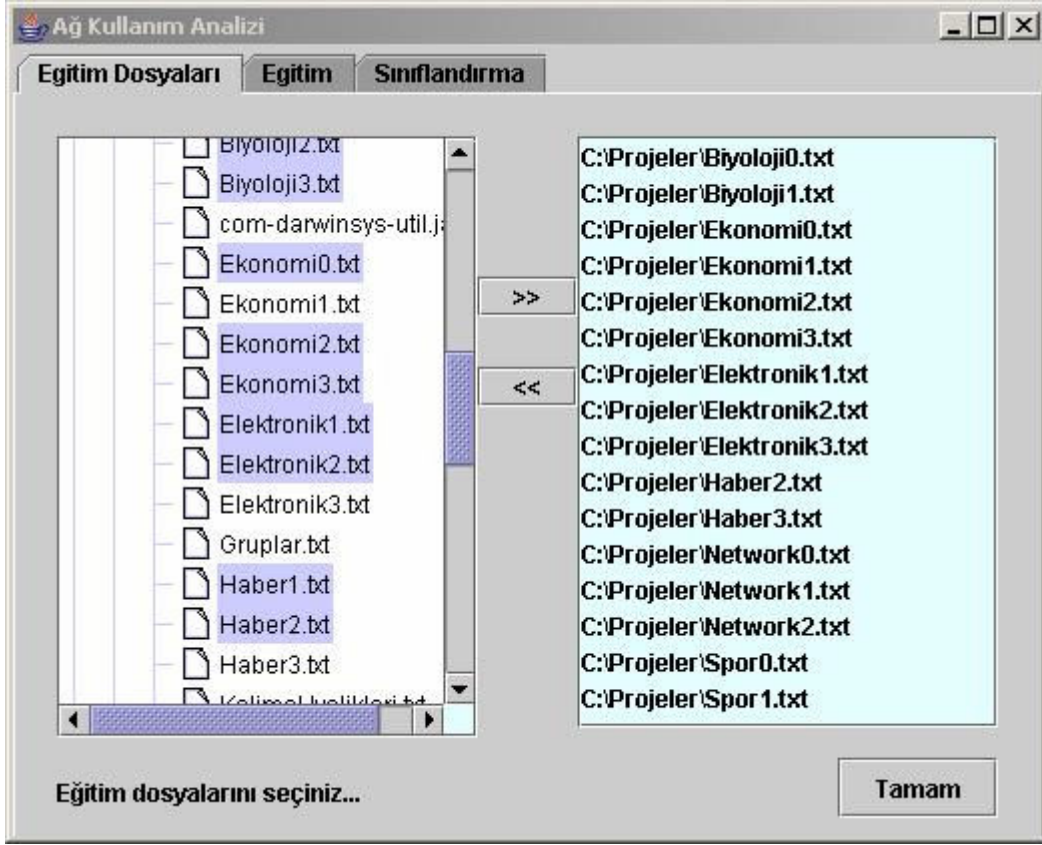 Ağ Kullanım Analizi
Egitim Dosyaları
Egitim
Sınıflandırma
Biyoloji2.txt
Biyoloji3.txt
com-darwinsys-util.ja
Ekonomi0.txt
Ekonomi1.txt
Ekonomi2.txt
Ekonomi3.txt
Elektronik1.txt
Elektronik2.txt
Elektronik3.txt
Gruplar.txt
Haber1.txt
Haber2.txt
Haber3.txt
>>
<<
C:\Projeler\Biyoloji0.txt
C:\Projeler\Biyoloji1.txt
C:\Projeler\Ekonomi0.txt
C:\Projeler\Ekonomi1.txt
C:\Projeler\Ekonomi2.txt
C:\Projeler\Ekonomi3.txt
C:\Projeler\Elektronik1.txt
C:\Projeler\Elektronik2.txt
C:\Projeler\Elektronik3.txt
C:\Projeler\Haber2.txt
C:\Projeler\Haber3.txt
C:\Projeler\Network0.txt
C:\Projeler\Network1.txt
C:\Projeler\Network2.txt
C:\Projeler\Spor0.txt
C:\Projeler\Spor1.txt
Eğitim dosyalarını seçiniz...
Tamam